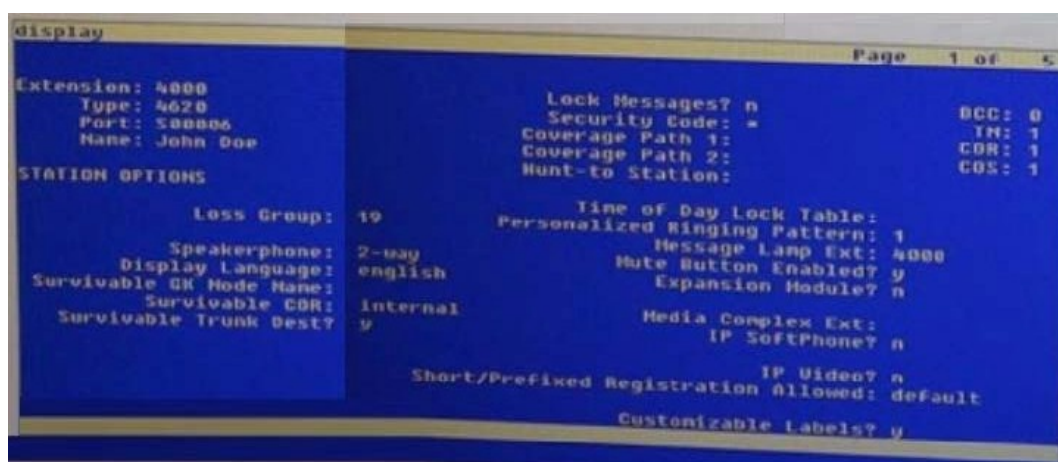 display
Page 1 of 5
Extension: 4000 Lock Messages? n BCC: 0
Type: 4620 Security Code: * TN: 1
Port: S00006 Coverage Path 1: COR: 1
Name: John Doe Coverage Path 2: COS: 1
Hunt-to Station:
STATION OPTIONS
Time of Day Lock Table:
Loss Group: 19 Personalized Ringing Pattern: 1
Message Lamp Ext: 4000
Speakerphone: 2-way Mute Button Enabled? y
Display Language: english Expansion Module? n
Survivable GK Node Name:
Survivable COR: internal Media Complex Ext:
Survivable Trunk Dest? y IP SoftPhone? n
IP Video? n
Short/Prefixed Registration Allowed: default
Customizable Labels? y